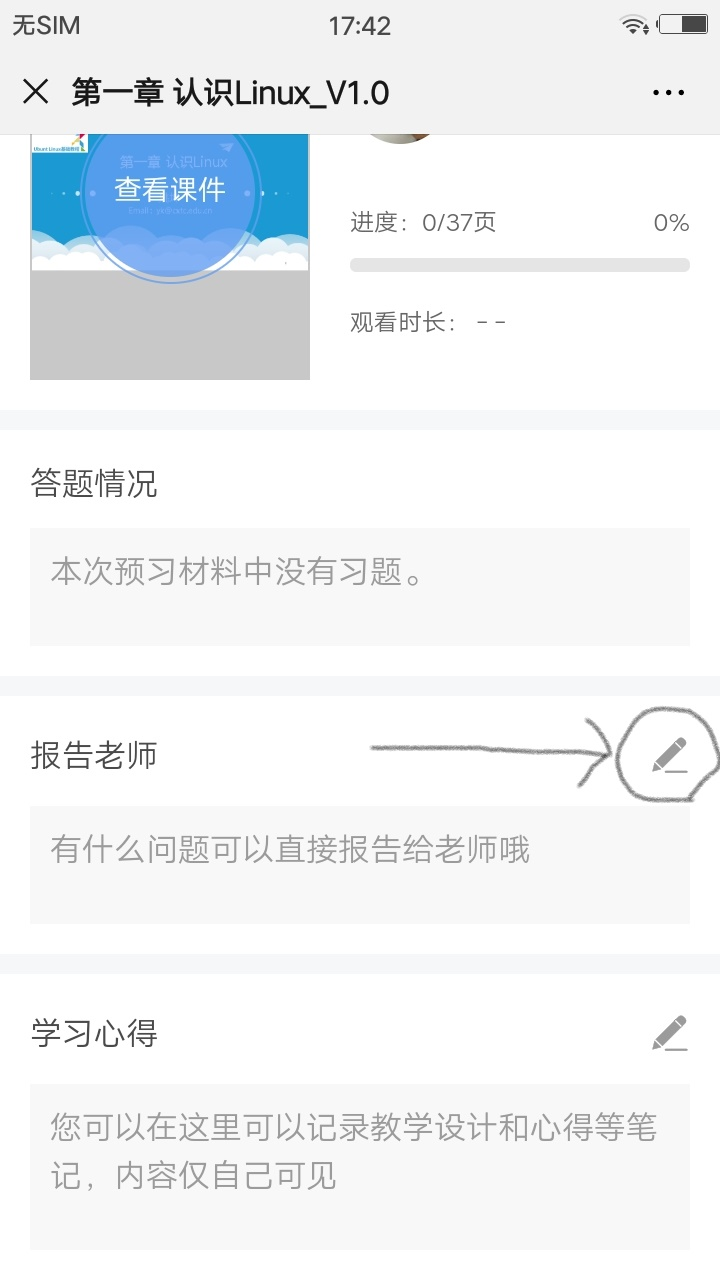 无SIM 17:42
第一章 认识Linux_V1.0
第一章 认识Linux
查看课件
进度：0/37页 0%
观看时长： - -
答题情况
本次预习材料中没有习题。
报告老师
有什么问题可以直接报告给老师哦
学习心得
您可以在这里可以记录教学设计和心得等笔
记，内容仅自己可见